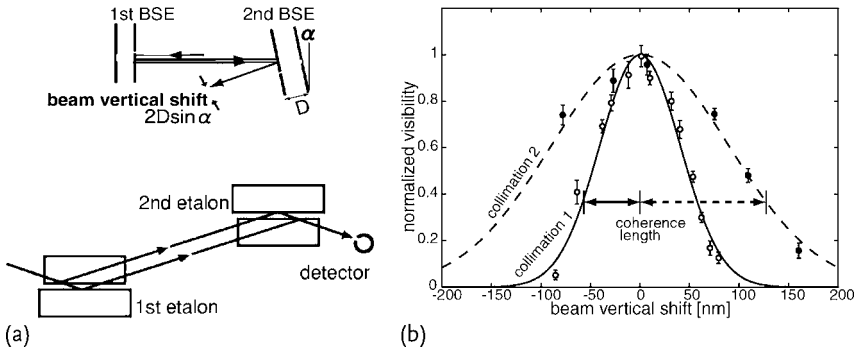 1st BSE
2nd BSE
α
beam vertical shift
2Dsinα
D
2nd etalon
detector
1st etalon
(a)
normalized visibility
1
0.8
0.6
0.4
0.2
0
collimation 2
collimation 1
coherence
length
-200
-150
-100
-50
0
50
100
150
200
beam vertical shift [nm]
(b)